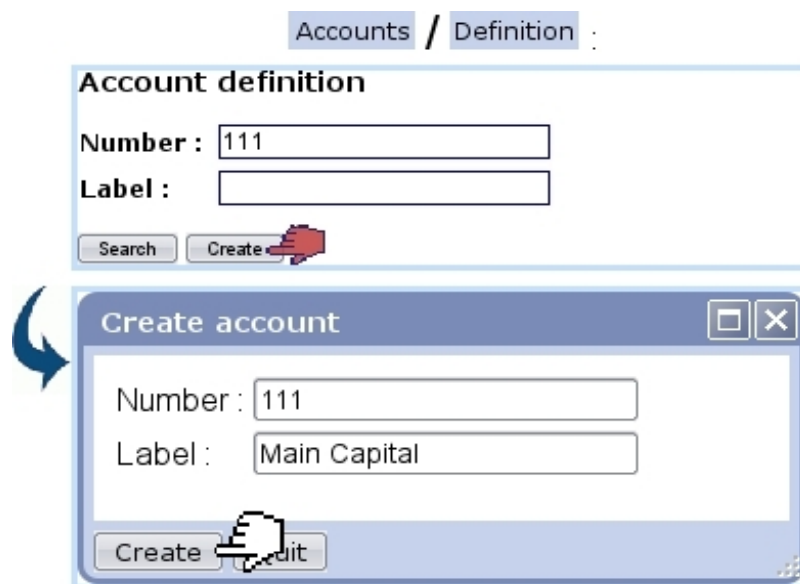 Accounts / Definition :
Account definition
Number : 111
Label :
Search Create
Create account
Number : 111
Label : Main Capital
Create